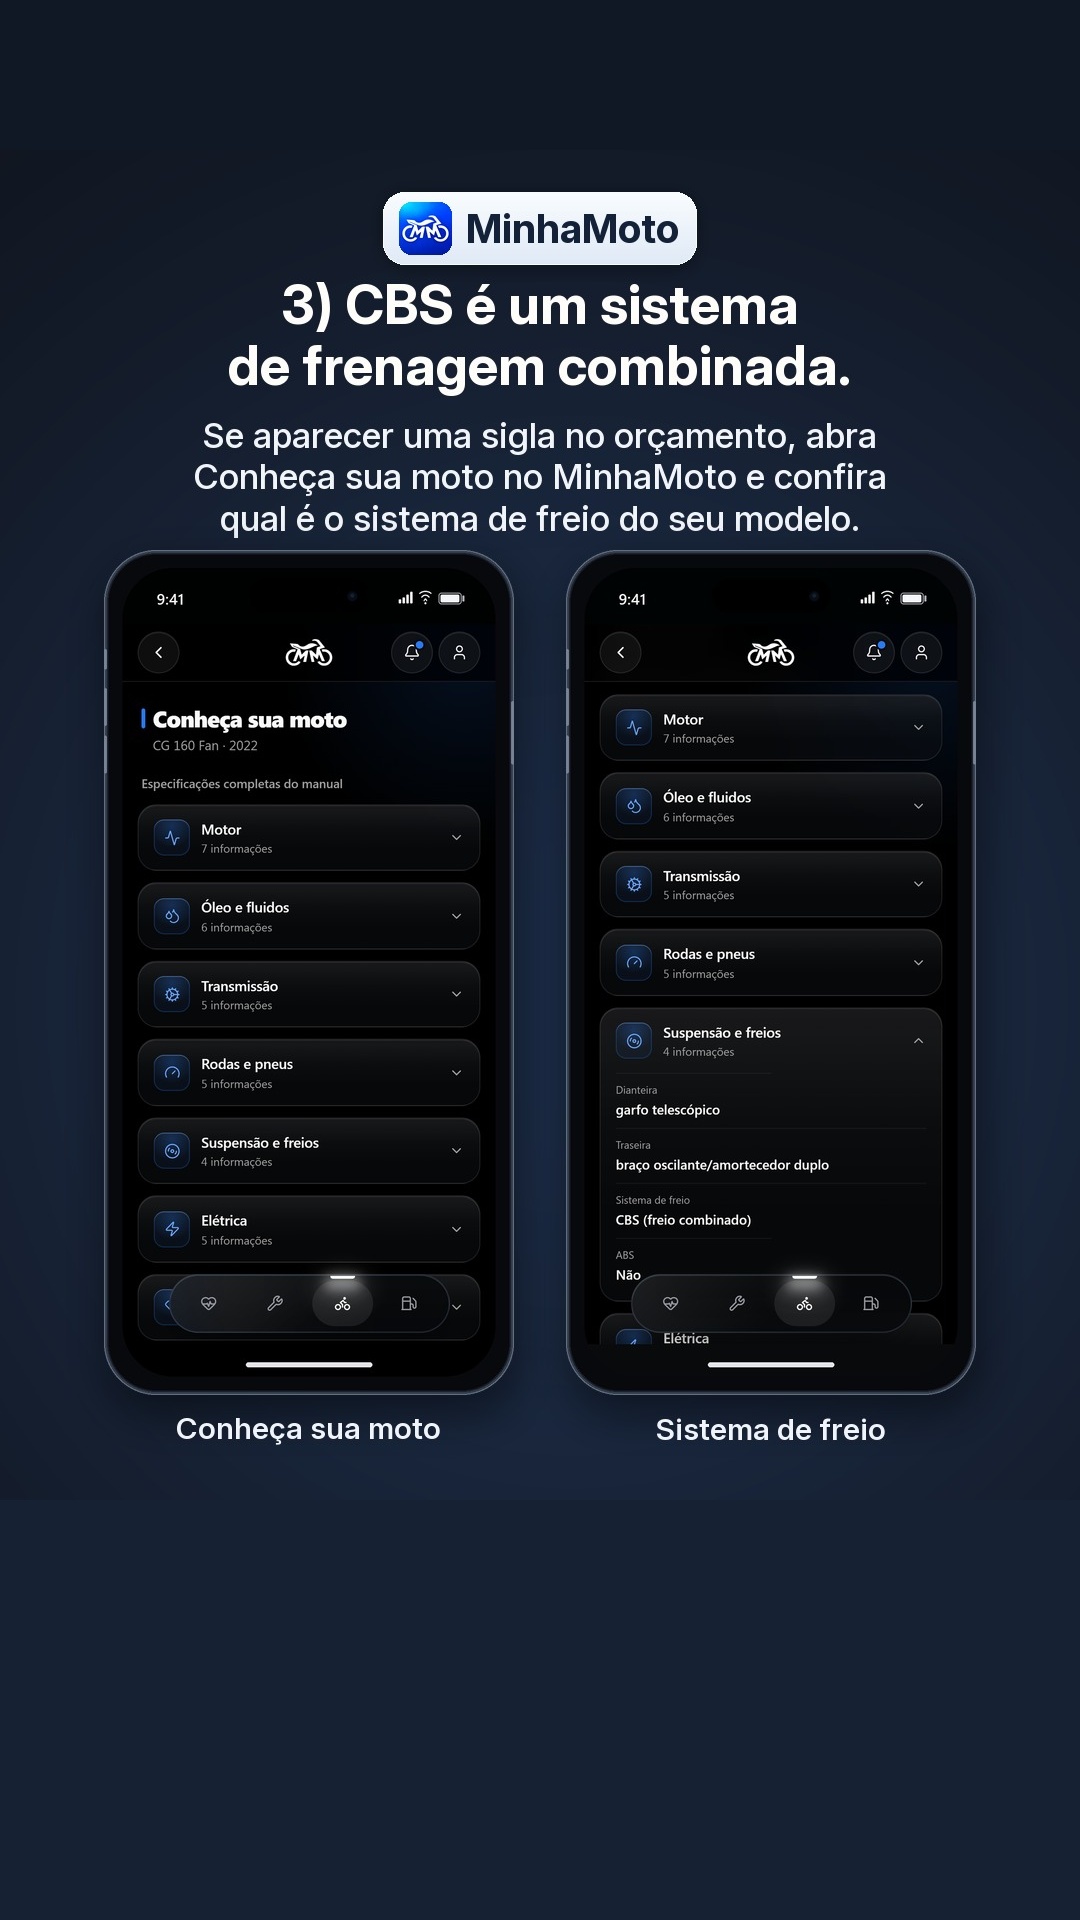 MM MinhaMoto
3) CBS é um sistema
de frenagem combinada.
Se aparecer uma sigla no orçamento, abra
Conheça sua moto no MinhaMoto e confira
qual é o sistema de freio do seu modelo.
9:41
MM
Conheça sua moto
CG 160 Fan · 2022
Especificações completas do manual
Motor
7 informações
Óleo e fluidos
6 informações
Transmissão
5 informações
Rodas e pneus
5 informações
Suspensão e freios
4 informações
Elétrica
5 informações
Conheça sua moto
9:41
MM
Motor
7 informações
Óleo e fluidos
6 informações
Transmissão
5 informações
Rodas e pneus
5 informações
Suspensão e freios
4 informações
Dianteira
garfo telescópico
Traseira
braço oscilante/amortecedor duplo
Sistema de freio
CBS (freio combinado)
ABS
Não
Elétrica
Sistema de freio